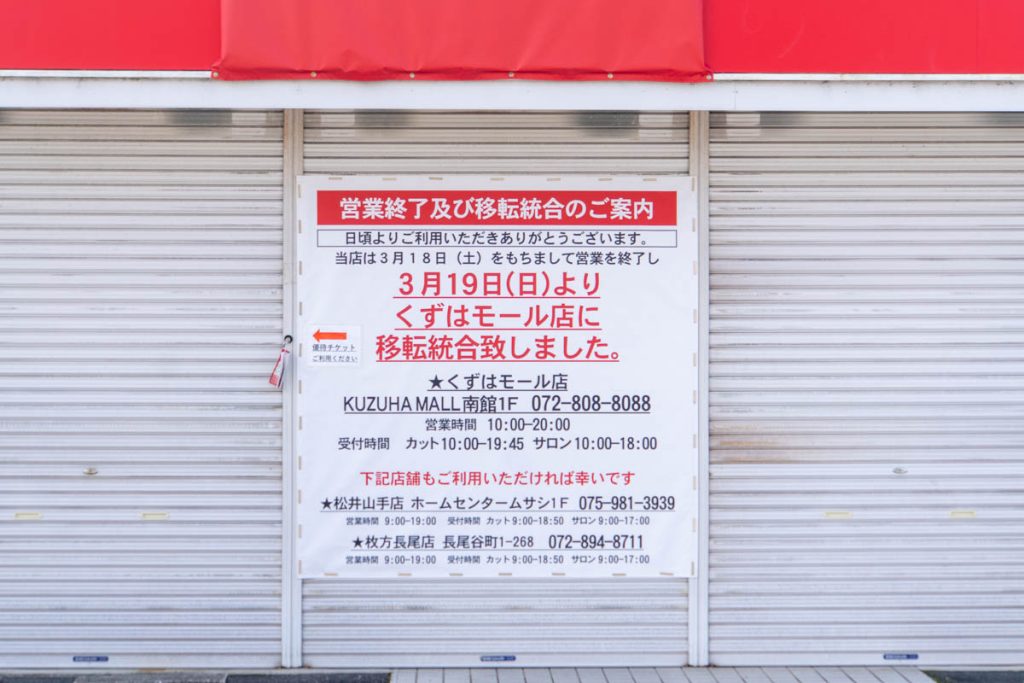 営業終了及び移転統合のご案内
日頃よりご利用いただきありがとうございます。
当店は３月１８日（土）をもちまして営業を終了し
３月19日(日)より
くずはモール店に
移転統合致しました。
優待チケット
ご利用ください
★くずはモール店
KUZUHA MALL南館1F 072-808-8088
営業時間 10:00-20:00
受付時間 カット10:00-19:45 サロン10:00-18:00
下記店舗もご利用いただければ幸いです
★松井山手店 ホームセンタームサシ1F 075-981-3939
営業時間 9:00-19:00 受付時間 カット9:00-18:50 サロン9:00-17:00
★枚方長尾店 長尾谷町1-268 072-894-8711
営業時間 9:00-19:00 受付時間 カット9:00-18:50 サロン9:00-17:00